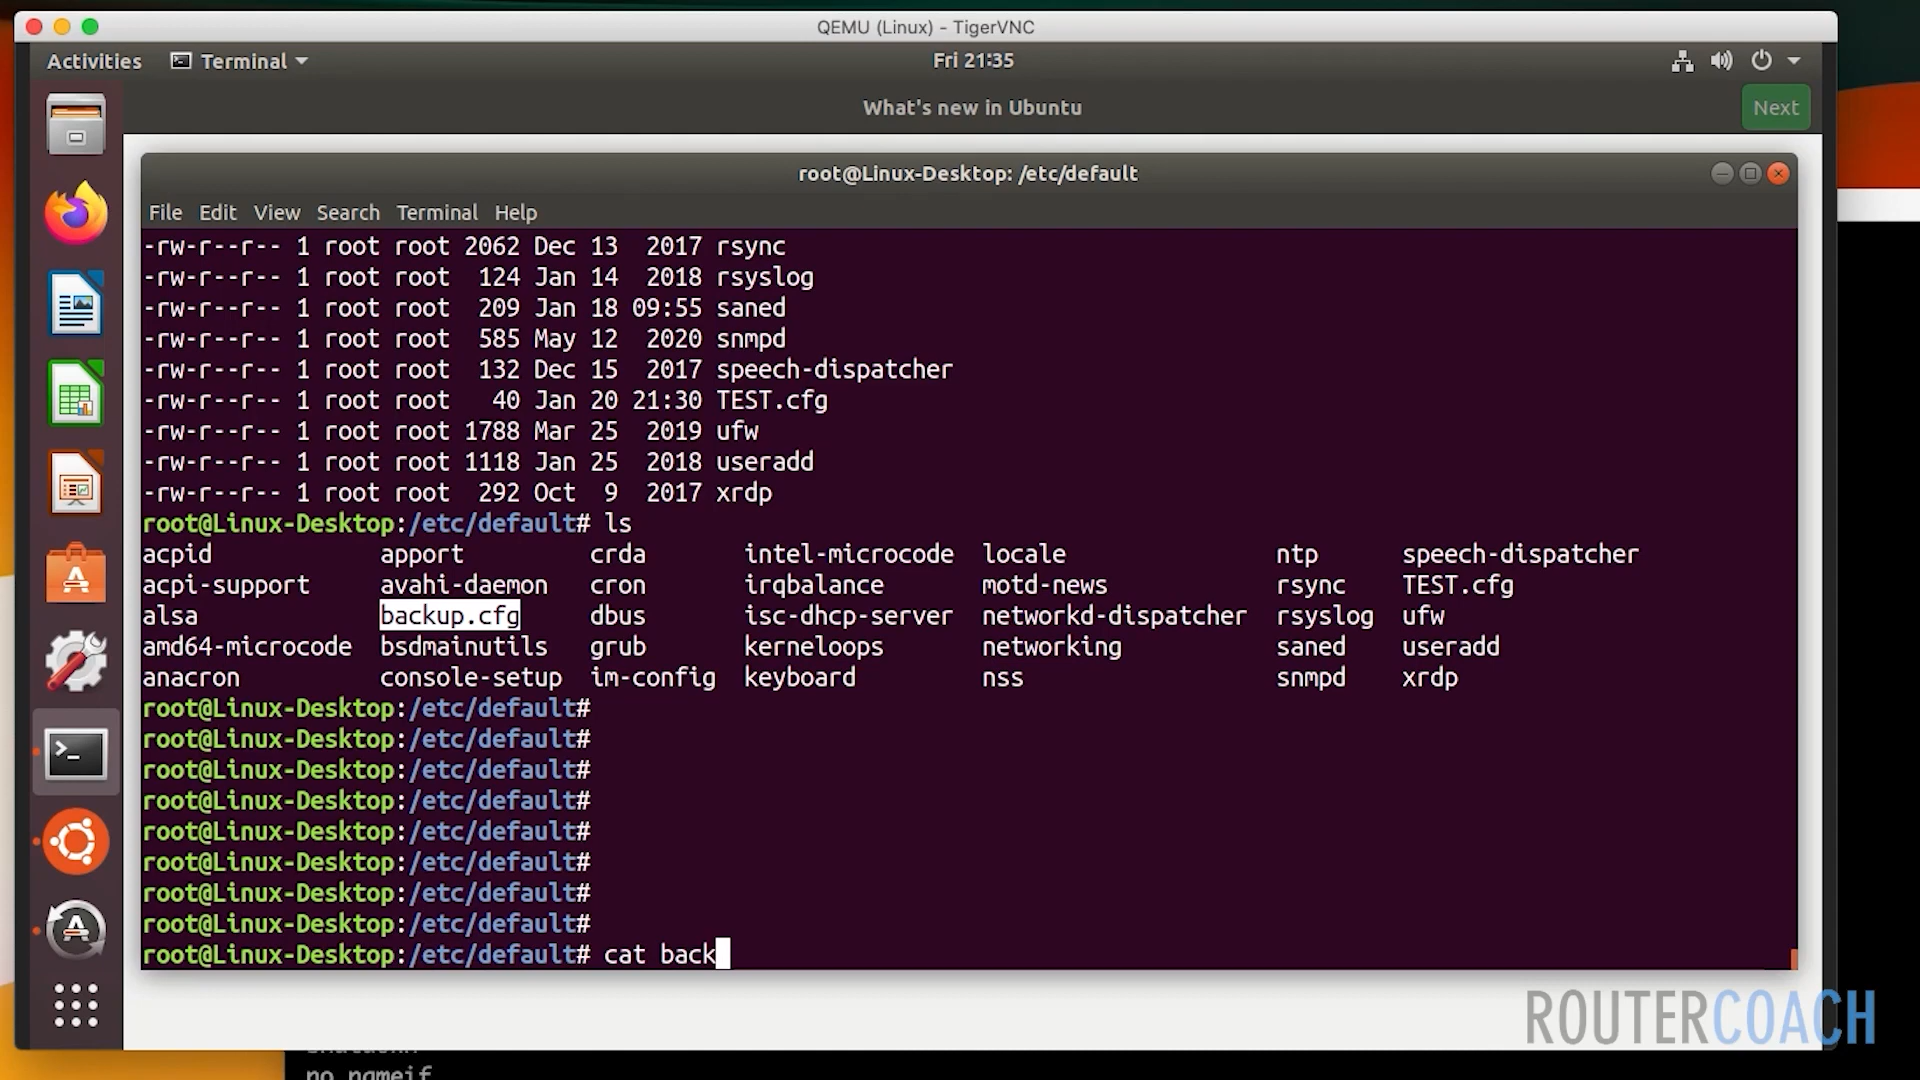 QEMU (Linux) - TigerVNC
Activities Terminal Fri 21:35
What's new in Ubuntu Next
root@Linux-Desktop: /etc/default
File Edit View Search Terminal Help
-rw-r--r-- 1 root root 2062 Dec 13  2017 rsync
-rw-r--r-- 1 root root  124 Jan 14  2018 rsyslog
-rw-r--r-- 1 root root  209 Jan 18 09:55 saned
-rw-r--r-- 1 root root  585 May 12  2020 snmpd
-rw-r--r-- 1 root root  132 Dec 15  2017 speech-dispatcher
-rw-r--r-- 1 root root   40 Jan 20 21:30 TEST.cfg
-rw-r--r-- 1 root root 1788 Mar 25  2019 ufw
-rw-r--r-- 1 root root 1118 Jan 25  2018 useradd
-rw-r--r-- 1 root root  292 Oct  9  2017 xrdp
root@Linux-Desktop:/etc/default# ls
acpid apport crda intel-microcode locale ntp speech-dispatcher
acpi-support avahi-daemon cron irqbalance motd-news rsync TEST.cfg
alsa backup.cfg dbus isc-dhcp-server networkd-dispatcher rsyslog ufw
amd64-microcode bsdmainutils grub kerneloops networking saned useradd
anacron console-setup im-config keyboard nss snmpd xrdp
root@Linux-Desktop:/etc/default#
root@Linux-Desktop:/etc/default#
root@Linux-Desktop:/etc/default#
root@Linux-Desktop:/etc/default#
root@Linux-Desktop:/etc/default#
root@Linux-Desktop:/etc/default#
root@Linux-Desktop:/etc/default#
root@Linux-Desktop:/etc/default#
root@Linux-Desktop:/etc/default# cat back
ROUTERCOACH
no nameif